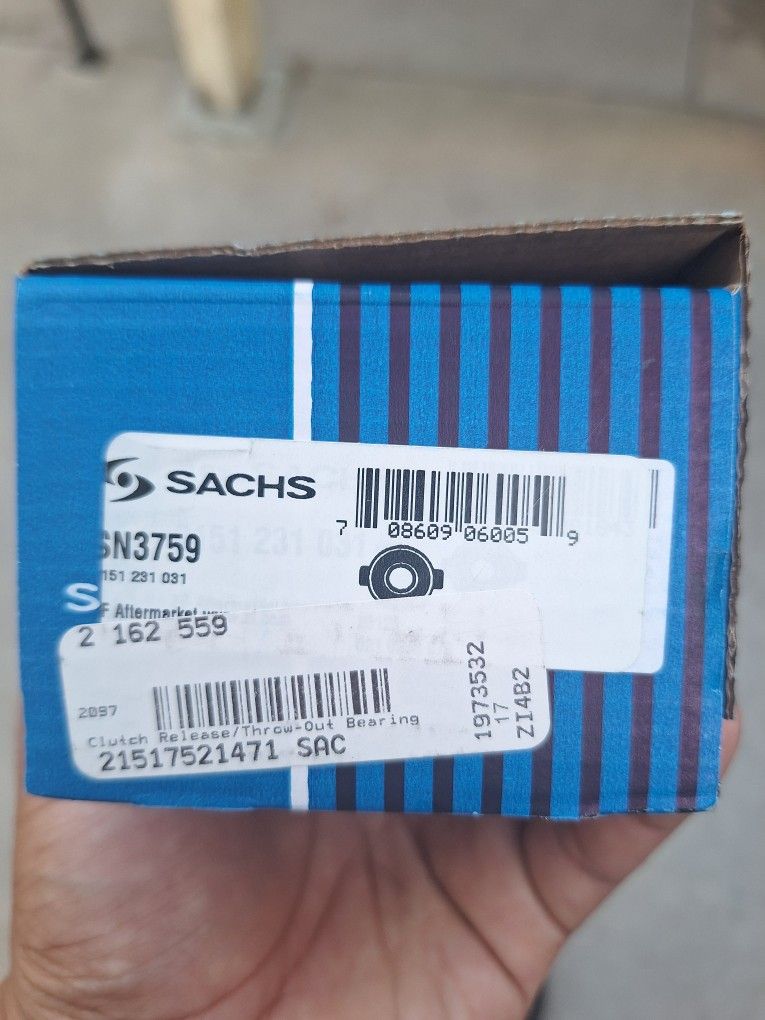 SACHS
7 08609 06005 9
SN3759
151 231 031
Aftermarket
2 162 559
2097
Clutch Release/Throw-Out Bearing
21517521471 SAC
1973532
17
ZI4B2